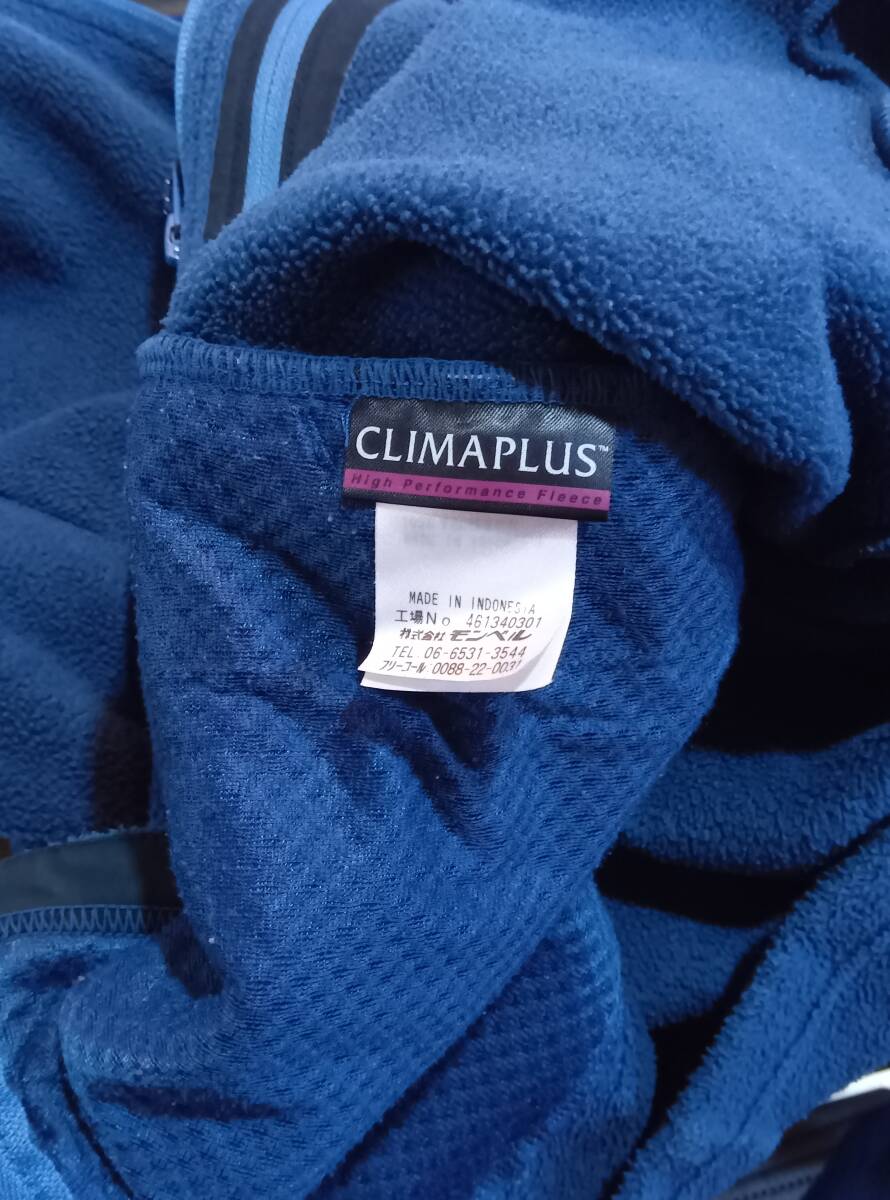 CLIMAPLUS™
High Performance Fleece
MADE IN INDONESIA
工場No 461340301
株式会社 モンベル
TEL.06-6531-3544
フリーコール:0088-22-0031